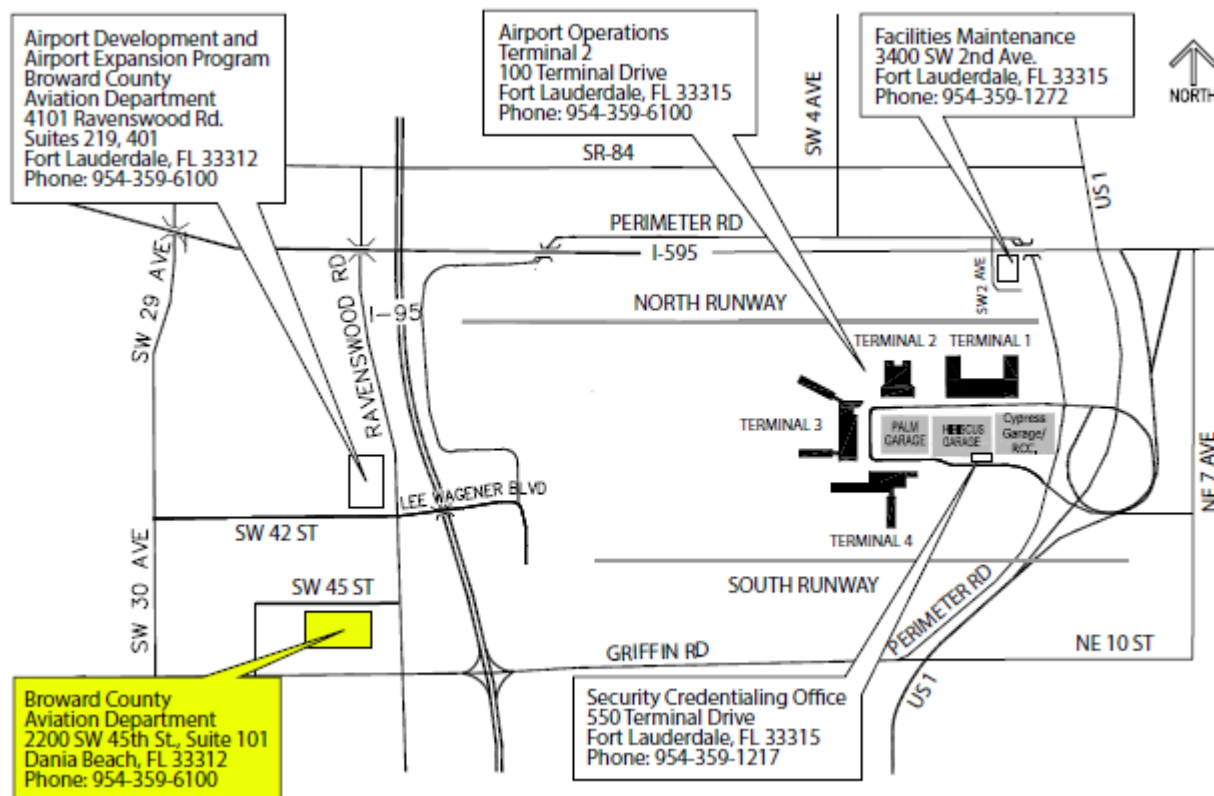 Airport Development and
Airport Expansion Program
Broward County
Aviation Department
4101 Ravenswood Rd.
Suites 219, 401
Fort Lauderdale, FL 33312
Phone: 954-359-6100
Airport Operations
Terminal 2
100 Terminal Drive
Fort Lauderdale, FL 33315
Phone: 954-359-6100
SW 4 AVE
Facilities Maintenance
3400 SW 2nd Ave.
Fort Lauderdale, FL 33315
Phone: 954-359-1272
NORTH
SR-84
US 1
PERIMETER RD
I-595
SW 29 AVE
RAVENSWOOD RD
I-95
SW 2 AVE
NORTH RUNWAY
TERMINAL 2
TERMINAL 1
TERMINAL 3
PALM
GARAGE
HIBISCUS
GARAGE
Cypress
Garage/
RCC,
NE 7 AVE
LEE WAGENER BLVD
SW 42 ST
TERMINAL 4
SW 30 AVE
SW 45 ST
SOUTH RUNWAY
PERIMETER RD
GRIFFIN RD
NE 10 ST
US 1
Broward County
Aviation Department
2200 SW 45th St., Suite 101
Dania Beach, FL 33312
Phone: 954-359-6100
Security Credentialing Office
550 Terminal Drive
Fort Lauderdale, FL 33315
Phone: 954-359-1217